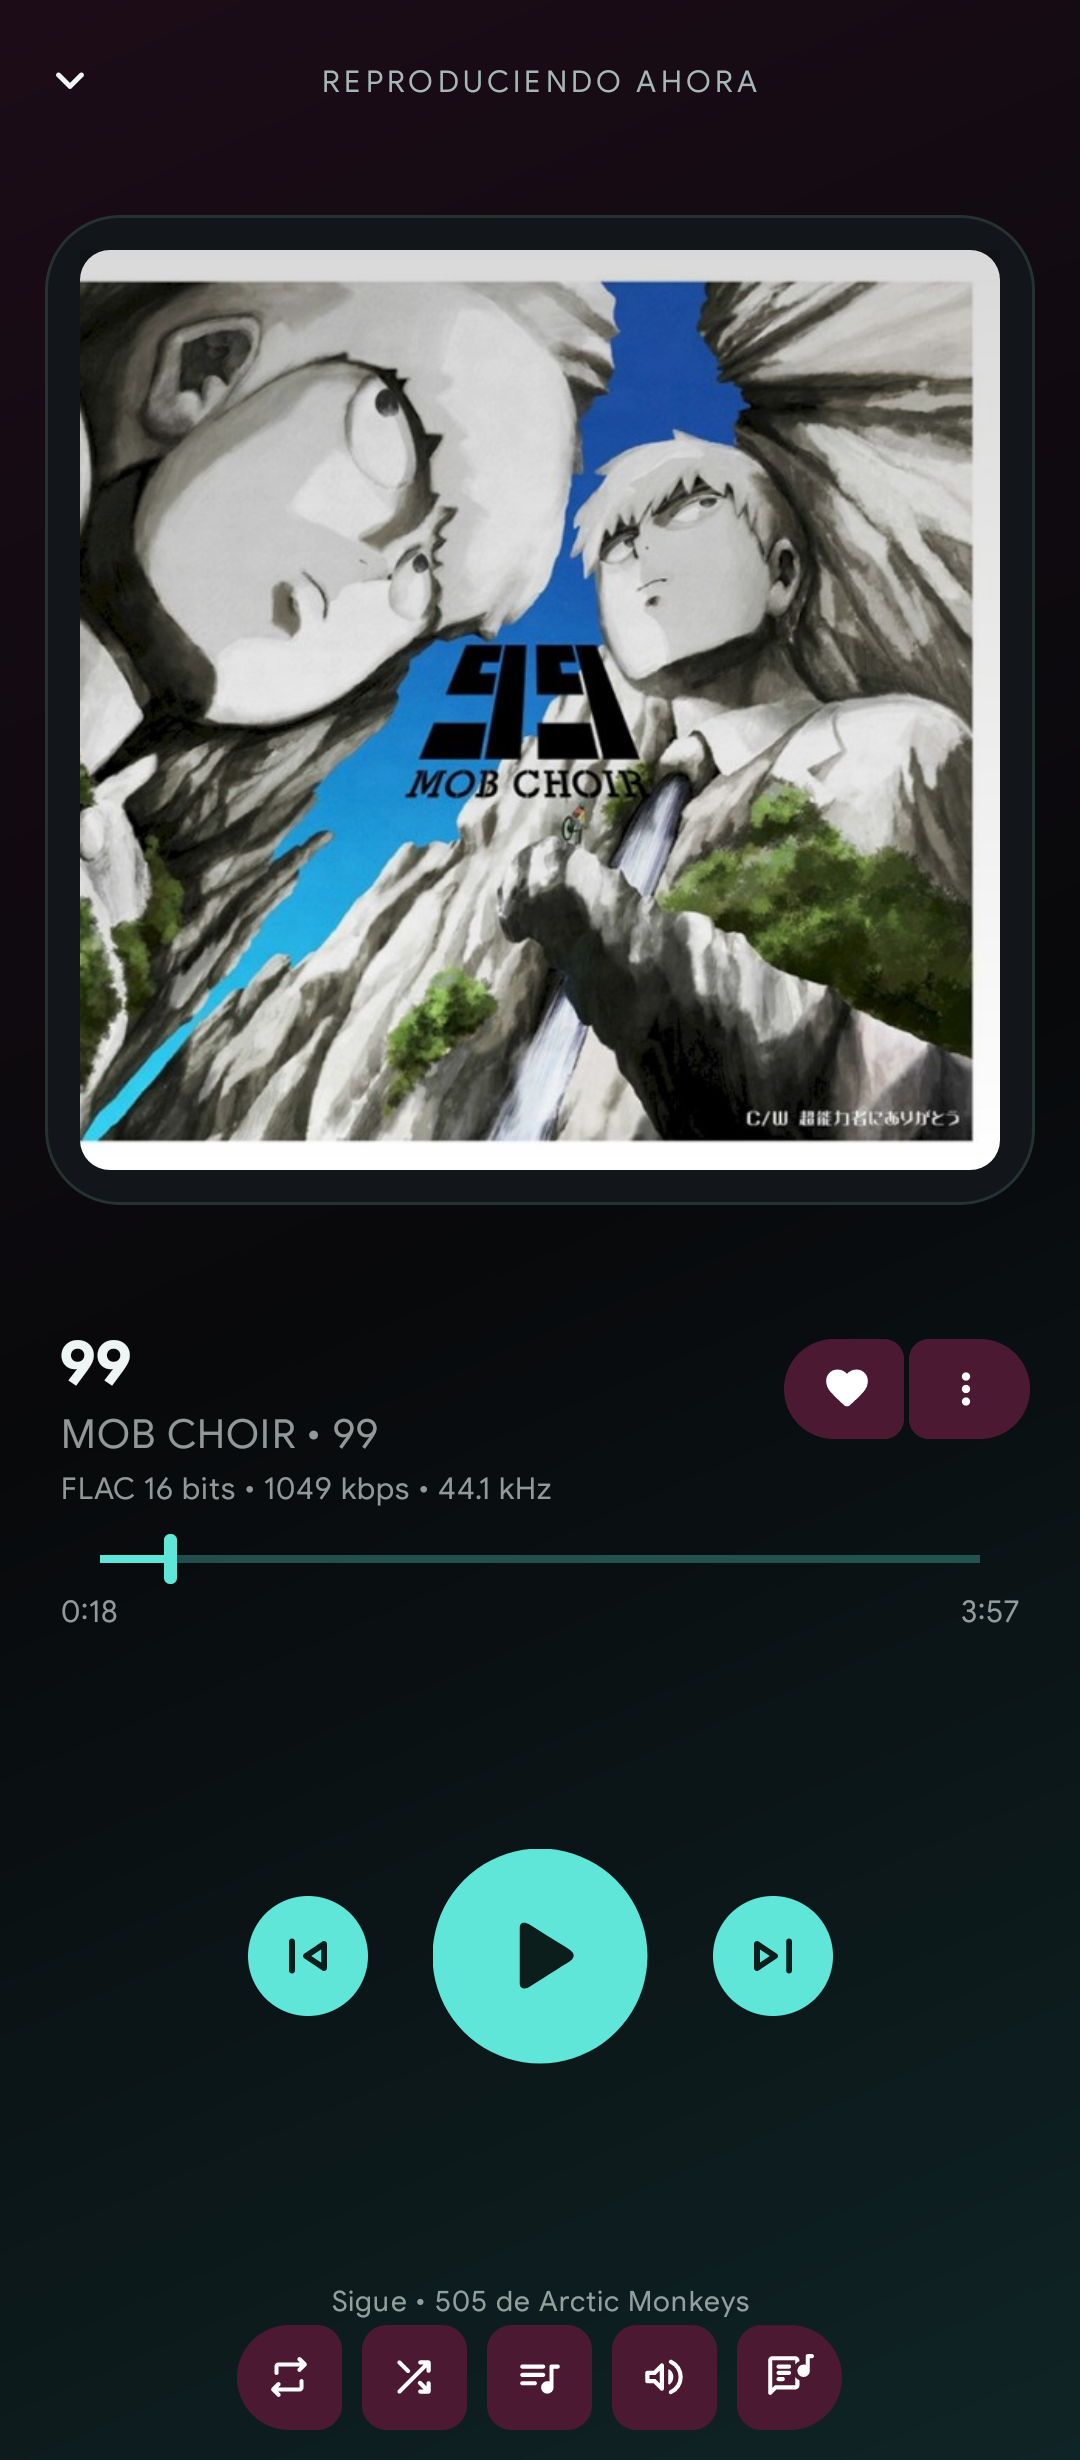 REPRODUCIENDO AHORA
99
MOB CHOIR
C/W 超能力者にありがとう
99
MOB CHOIR • 99
FLAC 16 bits • 1049 kbps • 44.1 kHz
0:18
3:57
Sigue • 505 de Arctic Monkeys